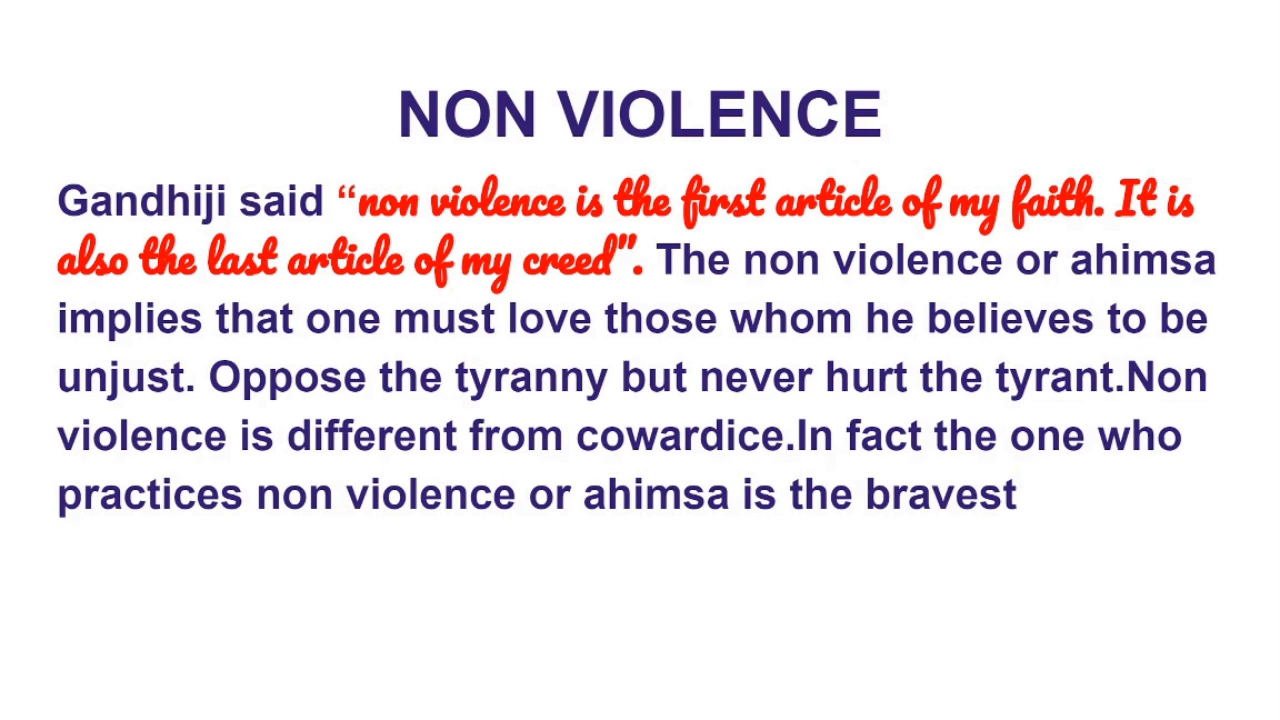 NON VIOLENCE
Gandhiji said “non violence is the first article of my faith. It is
also the last article of my creed”. The non violence or ahimsa
implies that one must love those whom he believes to be
unjust. Oppose the tyranny but never hurt the tyrant.Non
violence is different from cowardice.In fact the one who
practices non violence or ahimsa is the bravest